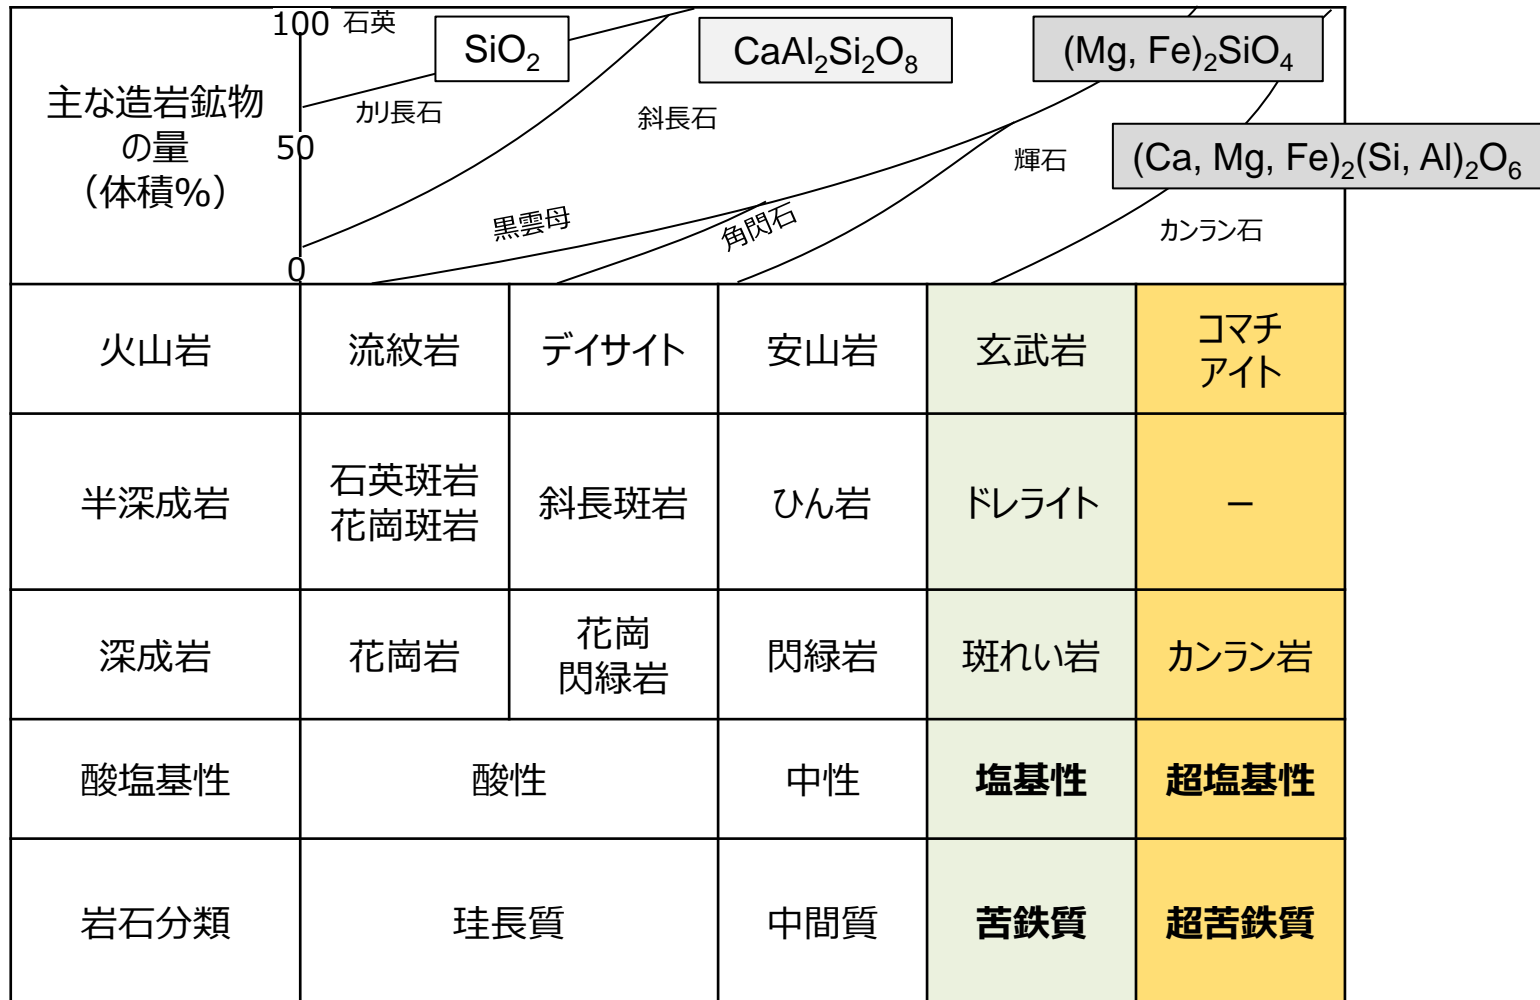 100 石英
SiO2
CaAl2Si2O8
(Mg, Fe)2SiO4
主な造岩鉱物
の量
（体積%）
カリ長石
斜長石
50
輝石
(Ca, Mg, Fe)2(Si, Al)2O6
黒雲母
角閃石
カンラン石
0
火山岩
流紋岩
デイサイト
安山岩
玄武岩
コマチ
アイト
半深成岩
石英斑岩
花崗斑岩
斜長斑岩
ひん岩
ドレライト
－
深成岩
花崗岩
花崗
閃緑岩
閃緑岩
斑れい岩
カンラン岩
酸塩基性
酸性
中性
塩基性
超塩基性
岩石分類
珪長質
中間質
苦鉄質
超苦鉄質